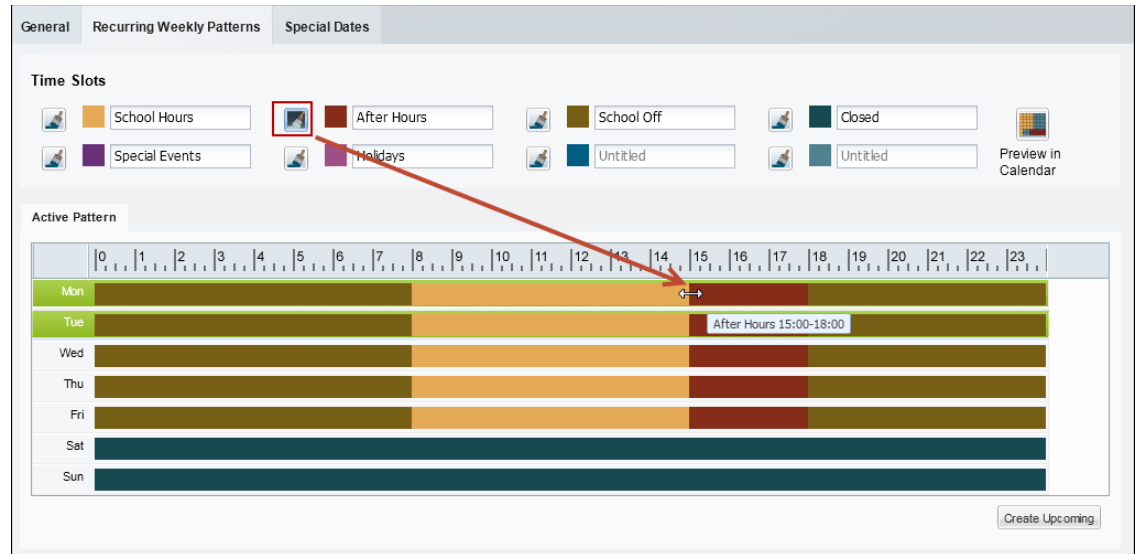 General Recurring Weekly Patterns Special Dates
Time Slots
School Hours After Hours School Off Closed
Special Events Holidays Untitled Untitled
Preview in
Calendar
Active Pattern
0 1 2 3 4 5 6 7 8 9 10 11 12 13 14 15 16 17 18 19 20 21 22 23
Mon
Tue After Hours 15:00-18:00
Wed
Thu
Fri
Sat
Sun
Create Upcoming